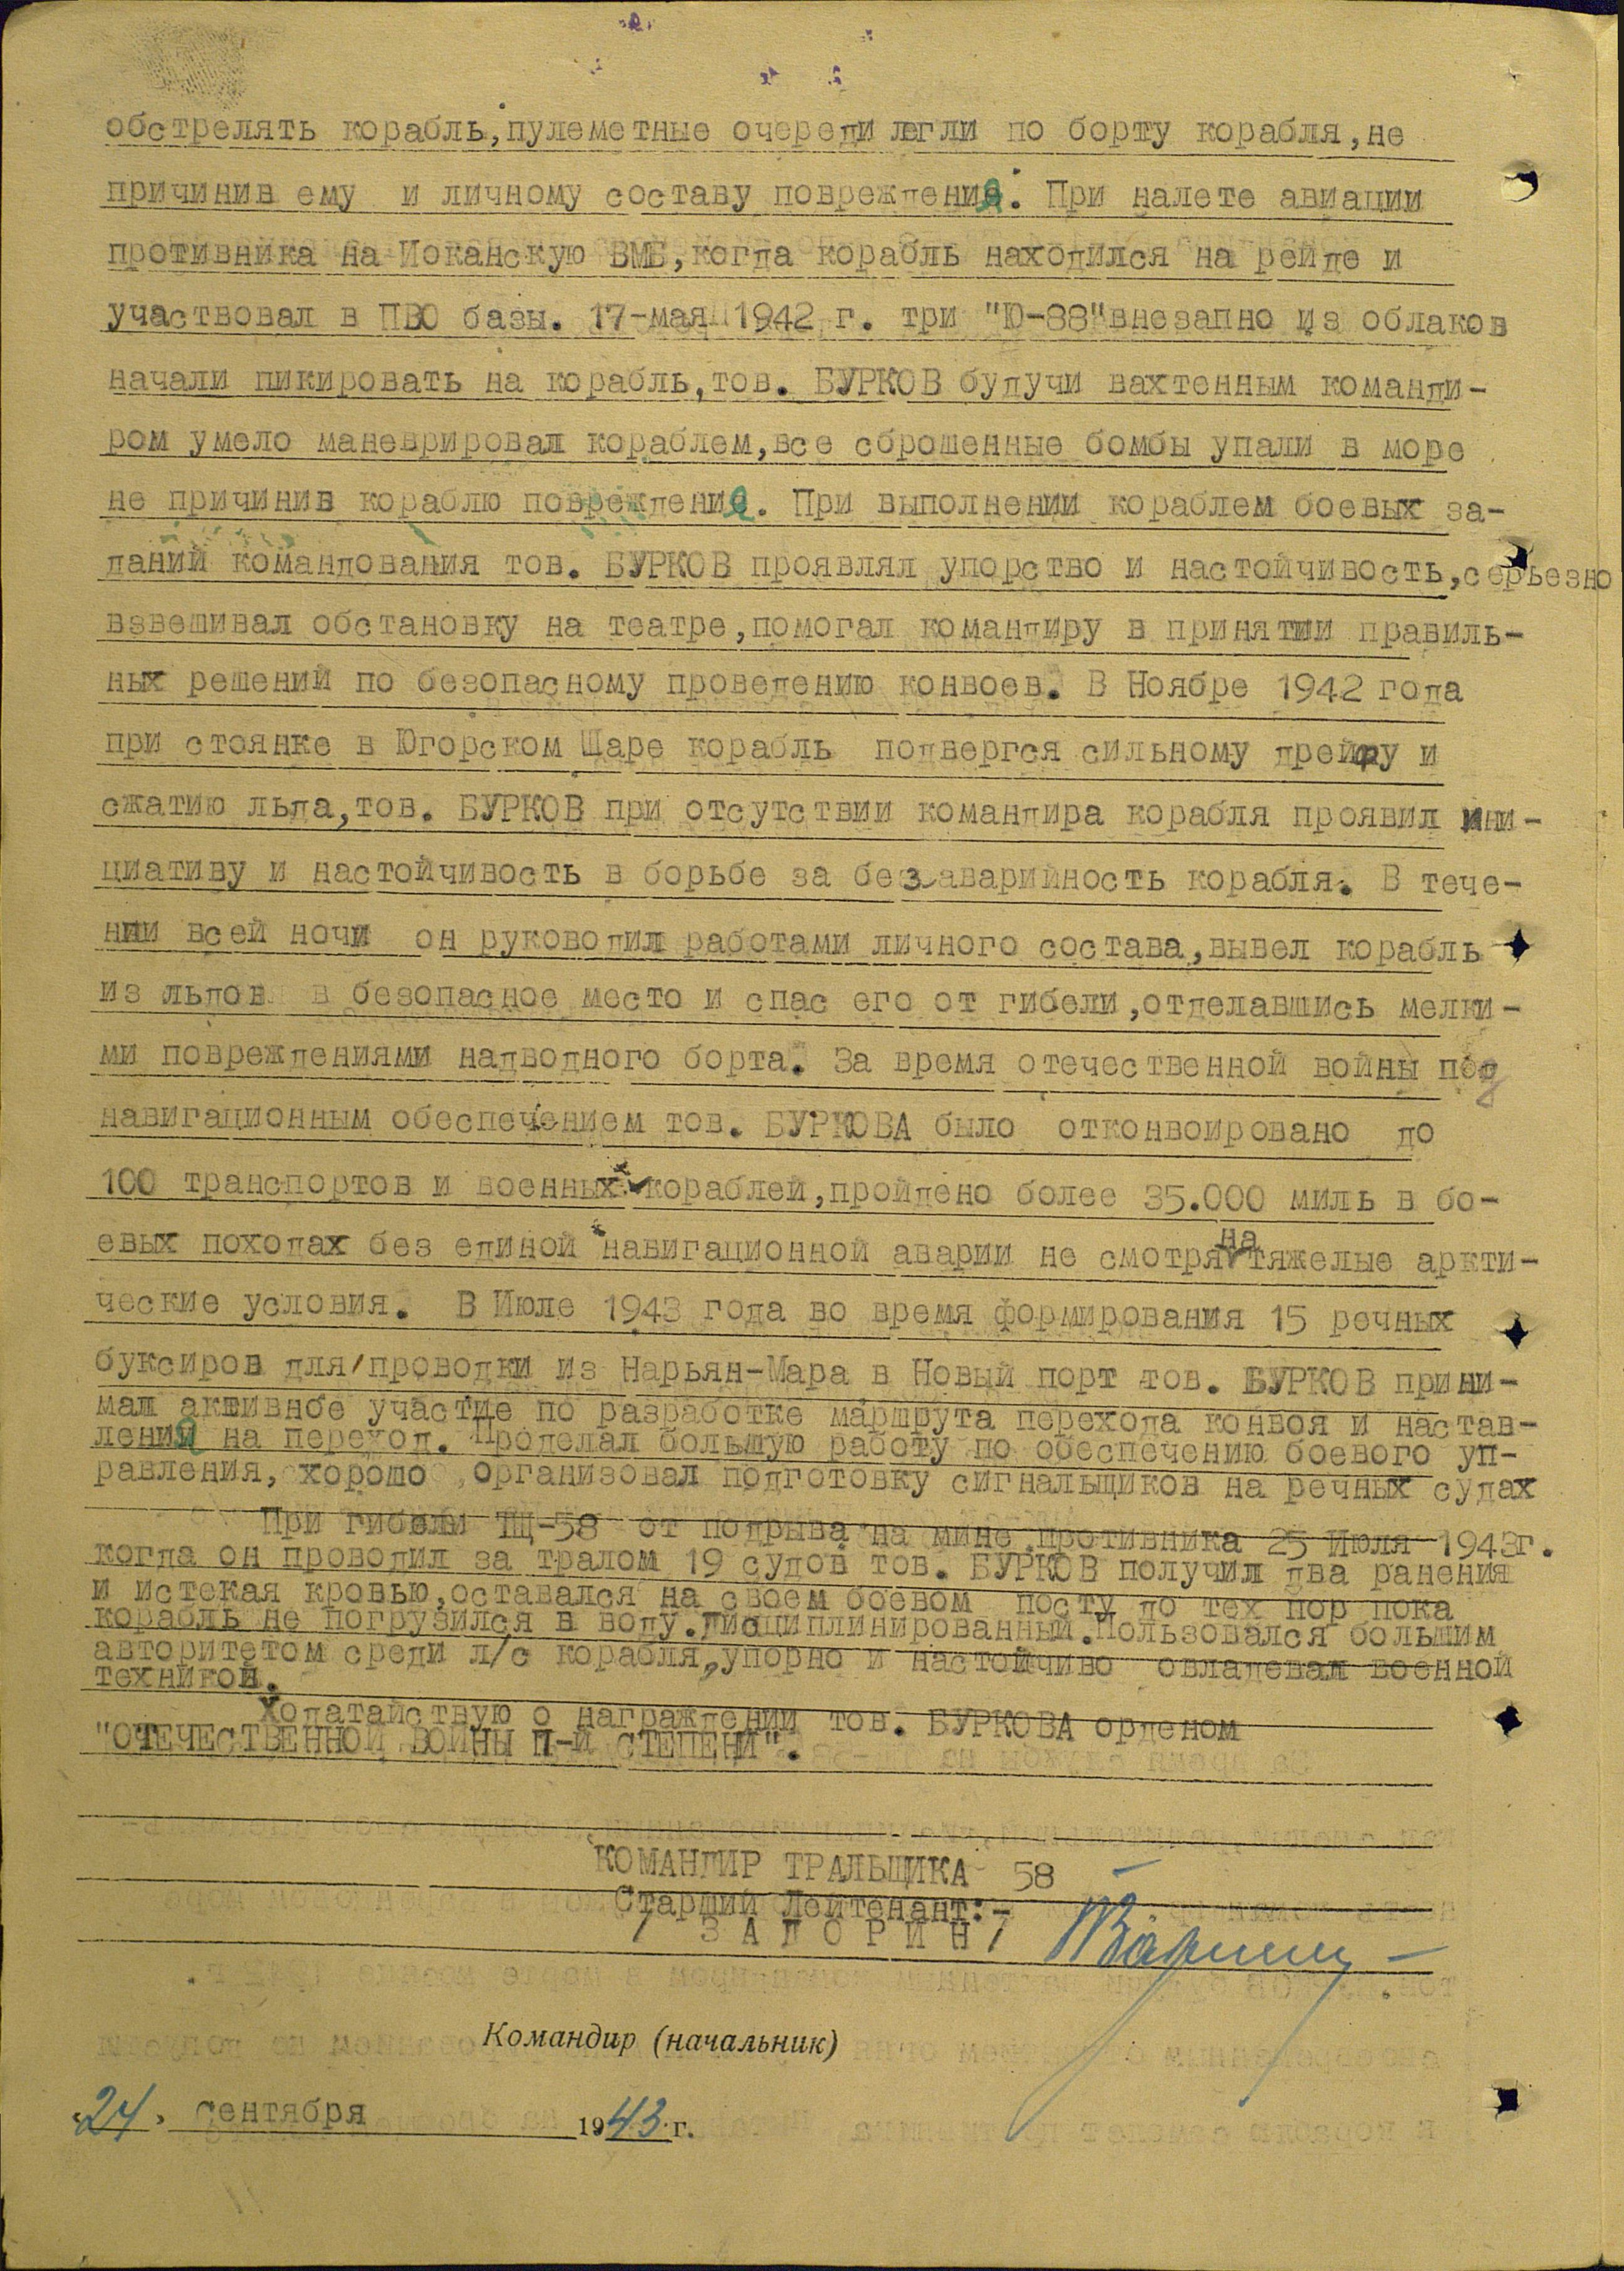 обстрелять корабль,пулеметные очереди легли по борту корабля,не
причинив ему и личному составу повреждений. При налете авиации
противника на Иоканскую ВМБ,когда корабль находился на рейде и
участвовал в ПВО базы. 17-мая 1942 г. три "Ю-88"внезапно из облаков
начали пикировать на корабль,тов. БУРКОВ будучи вахтенным команди-
ром умело маневрировал кораблем,все сброшенные бомбы упали в море
не причинив кораблю повреждений. При выполнении кораблем боевых за-
даний командования тов. БУРКОВ проявлял упорство и настойчивость,серьезно
взвешивал обстановку на театре,помогал командиру в принятии правиль-
ных решений по безопасному проведению конвоев. В Ноябре 1942 года
при стоянке в Югорском Шаре корабль подвергся сильному дрейфу и
сжатию льда,тов. БУРКОВ при отсутствии командира корабля проявил ини-
циативу и настойчивость в борьбе за безаварийность корабля. В тече-
нии всей ночи он руководил работами личного состава,вывел корабль
из льдов в безопасное место и спас его от гибели,отделавшись мелки-
ми повреждениями надводного борта. За время отечественной войны под
навигационным обеспечением тов. БУРКОВА было отконвоировано до
100 транспортов и военных кораблей,пройдено более 35.000 миль в бо-
евых походах без единой навигационной аварии не смотря на тяжелые аркти-
ческие условия. В Июле 1943 года во время формирования 15 речных
буксиров для проводки из Нарьян-Мара в Новый порт тов. БУРКОВ прини-
мал активное участие по разработке маршрута перехода конвоя и настав-
лений на переход. Проделал большую работу по обеспечению боевого уп-
равления, хорошо организовал подготовку сигнальщиков на речных судах
При гибели ТЩ-58 от подрыва на мине противника 25 Июля 1943г.
когда он проводил за тралом 19 судов тов. БУРКОВ получил два ранения
и истекая кровью,оставался на своем боевом посту до тех пор пока
корабль не погрузился в воду. Дисциплинированный.Пользовался большим
авторитетом среди л/с корабля,упорно и настойчиво овладевал военной
техникой.
Ходатайствую о награждении тов. БУРКОВА орденом
"ОТЕЧЕСТВЕННОЙ ВОЙНЫ П-Й СТЕПЕНИ".
КОМАНДИР ТРАЛЬЩИКА 58
Старший Лейтенант:-
/ ЗАДОРИН/
Командир (начальник)
„24" сентября 1943 г.